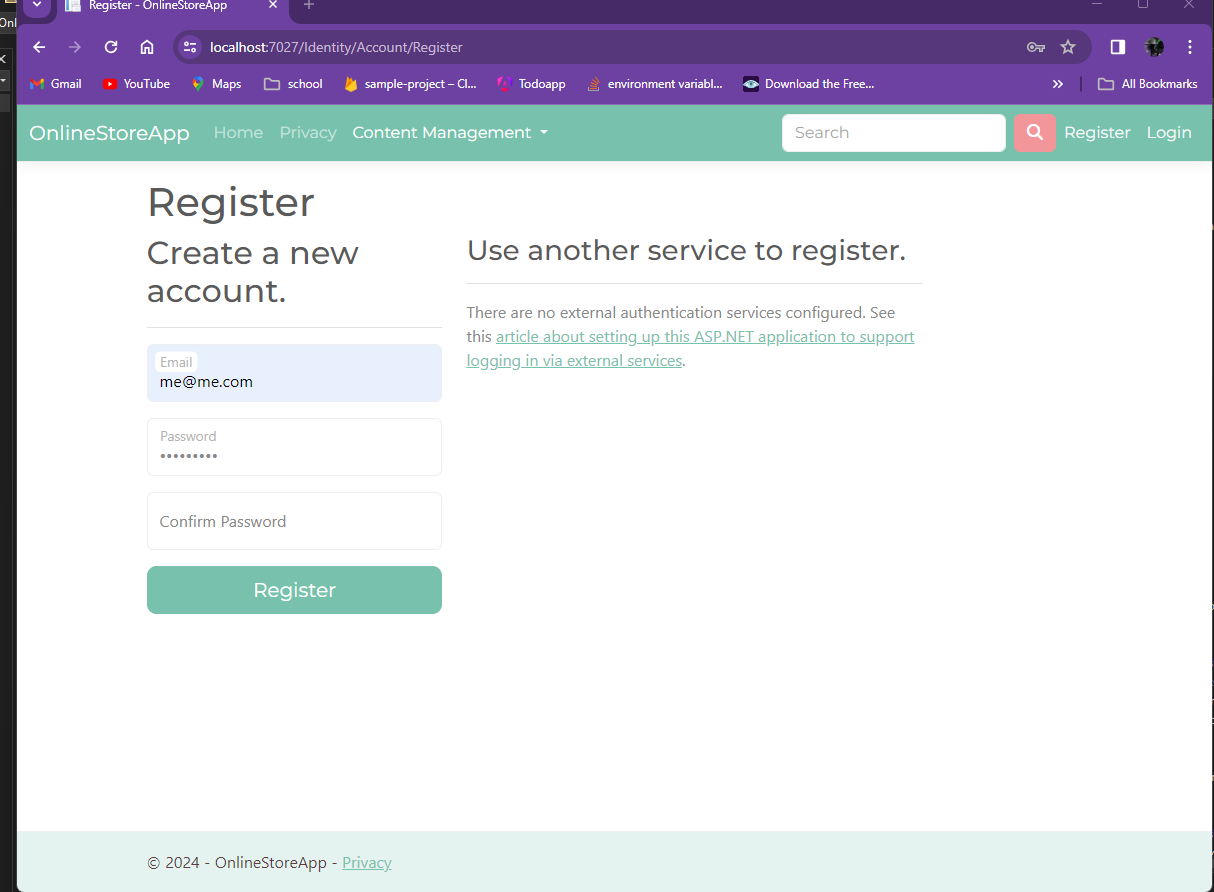 Onl
Register - OnlineStoreApp
localhost:7027/Identity/Account/Register
Gmail YouTube Maps school sample-project – Cl... Todoapp environment variabl... Download the Free... » All Bookmarks
OnlineStoreApp Home Privacy Content Management Search Register Login
Register
Create a new
account.
Email
me@me.com
Password
•••••••••
Confirm Password
Register
Use another service to register.
There are no external authentication services configured. See
this article about setting up this ASP.NET application to support
logging in via external services.
© 2024 - OnlineStoreApp - Privacy